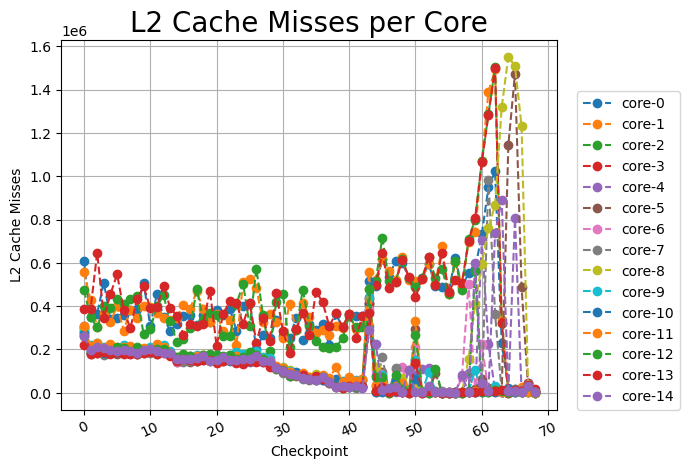 L2 Cache Misses per Core
1e6
L2 Cache Misses
1.6
1.4
1.2
1.0
0.8
0.6
0.4
0.2
0.0
0
10
20
30
40
50
60
70
Checkpoint
core-0
core-1
core-2
core-3
core-4
core-5
core-6
core-7
core-8
core-9
core-10
core-11
core-12
core-13
core-14